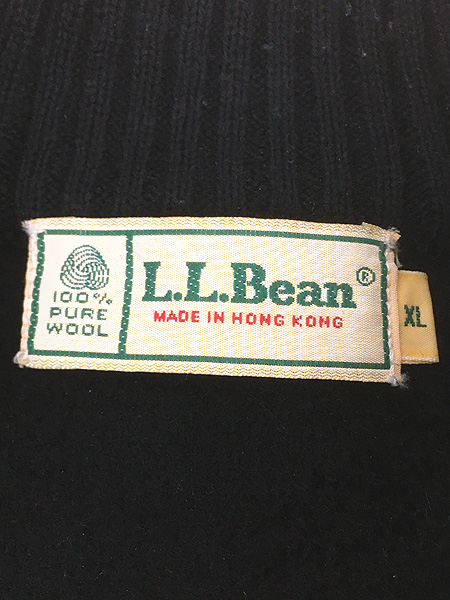 100%
PURE
WOOL
L.L.Bean®
MADE IN HONG KONG
XL